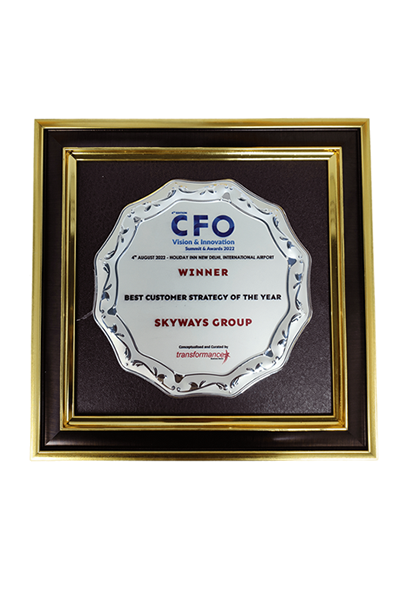 CFO
Vision & Innovation
Summit & Awards 2022
4th AUGUST 2022 - HOLIDAY INN NEW DELHI, INTERNATIONAL AIRPORT
WINNER
BEST CUSTOMER STRATEGY OF THE YEAR
SKYWAYS GROUP
Conceptualized and Curated by
transformance